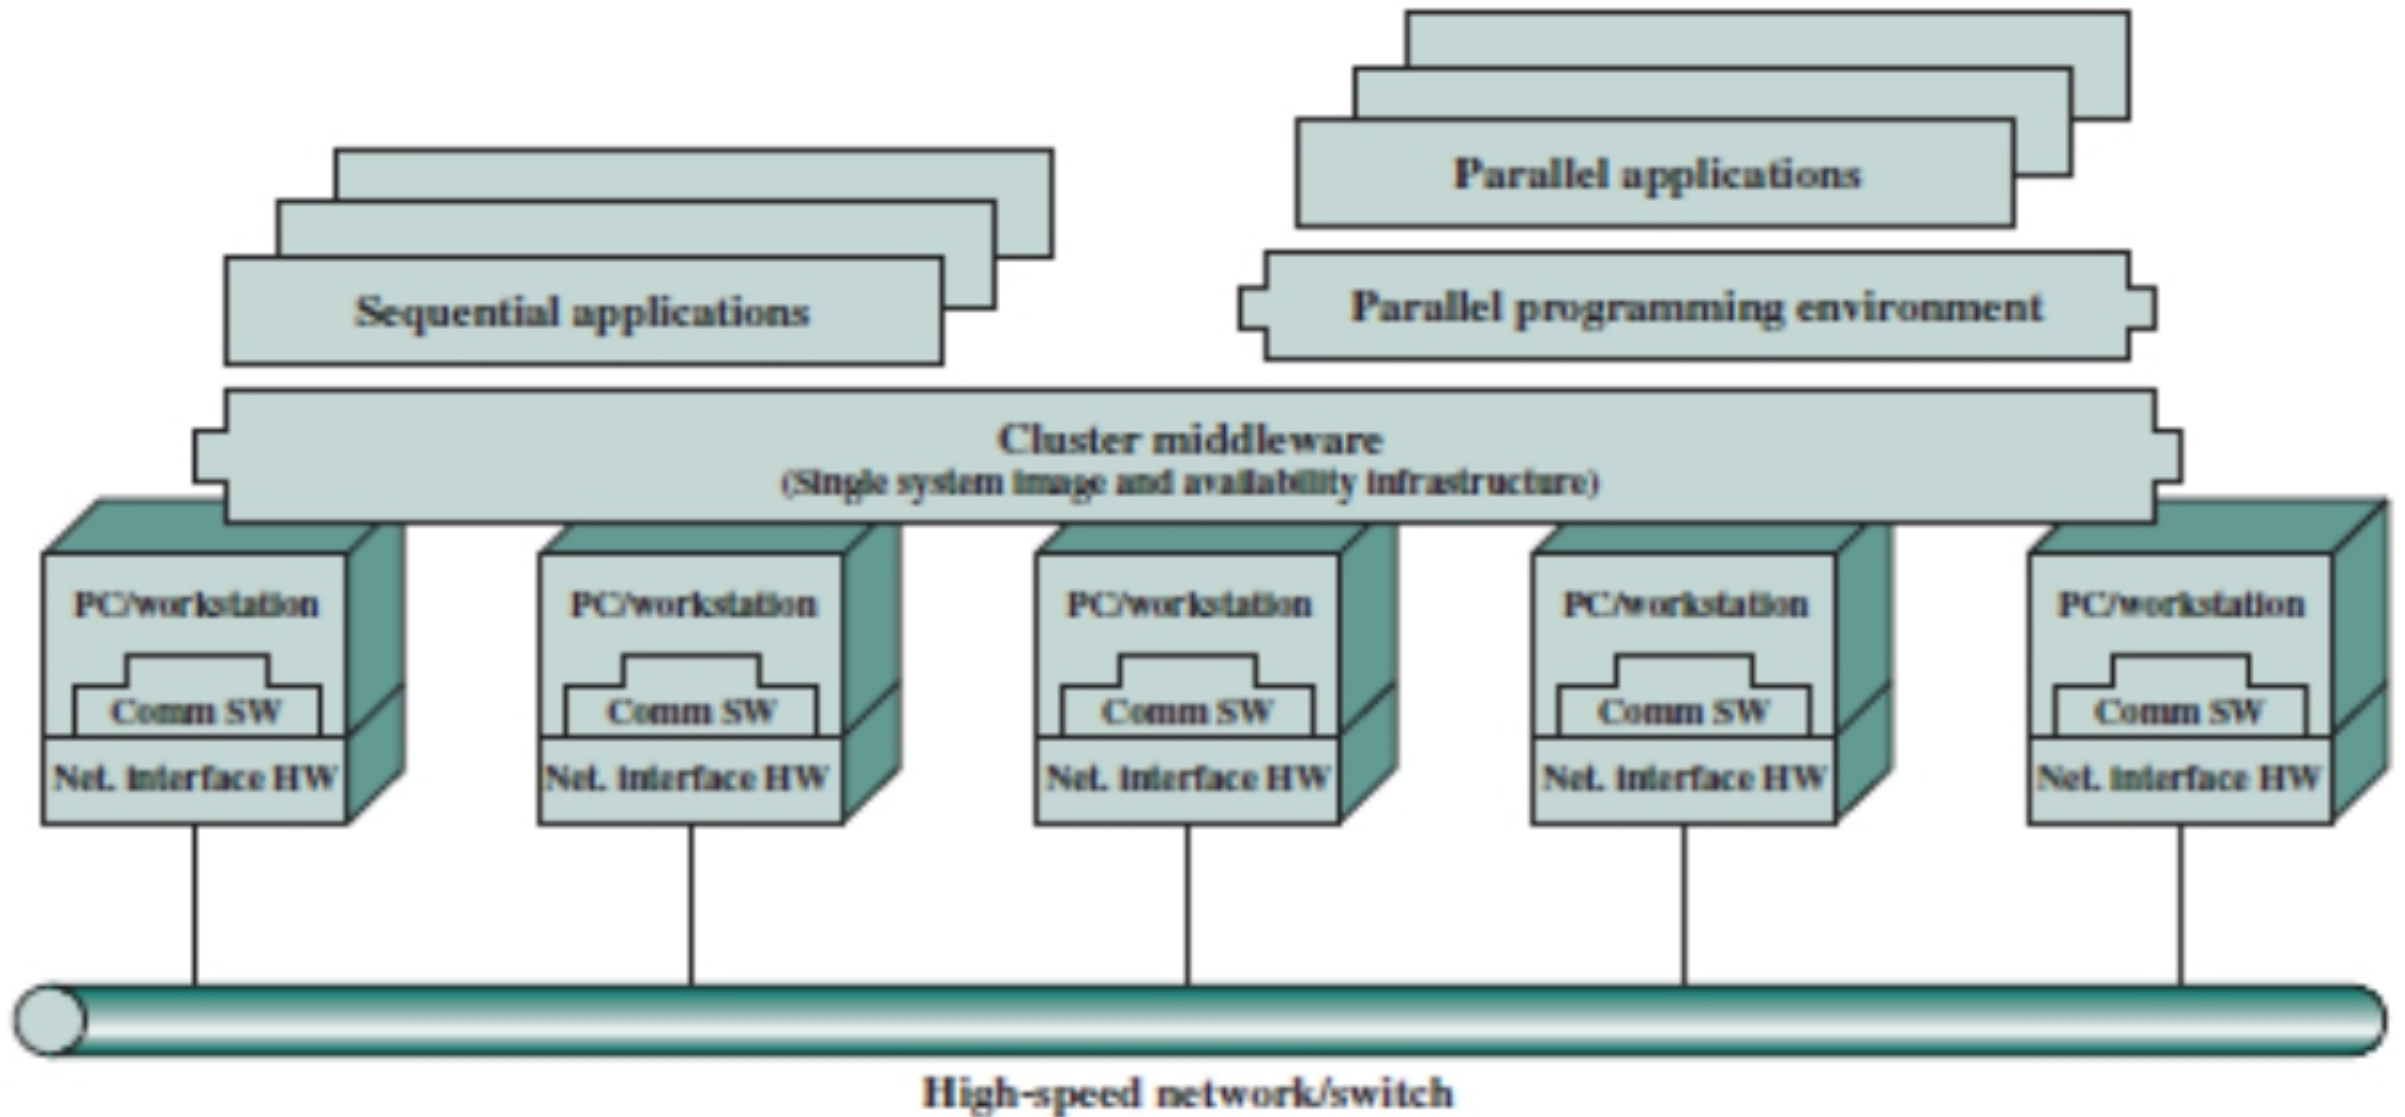 Parallel applications
Sequential applications
Parallel programming environment
Cluster middleware
(Single system image and availability infrastructure)
PC/workstation
PC/workstation
PC/workstation
PC/workstation
PC/workstation
Comm SW
Comm SW
Comm SW
Comm SW
Comm SW
Net. interface HW
Net. interface HW
Net. interface HW
Net. interface HW
Net. interface HW
High-speed network/switch